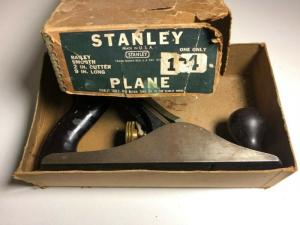 STANLEY
MADE IN U.S.A.
STANLEY
BAILEY
SMOOTH
2 IN. CUTTER
9 IN. LONG
ONE ONLY
PLANE